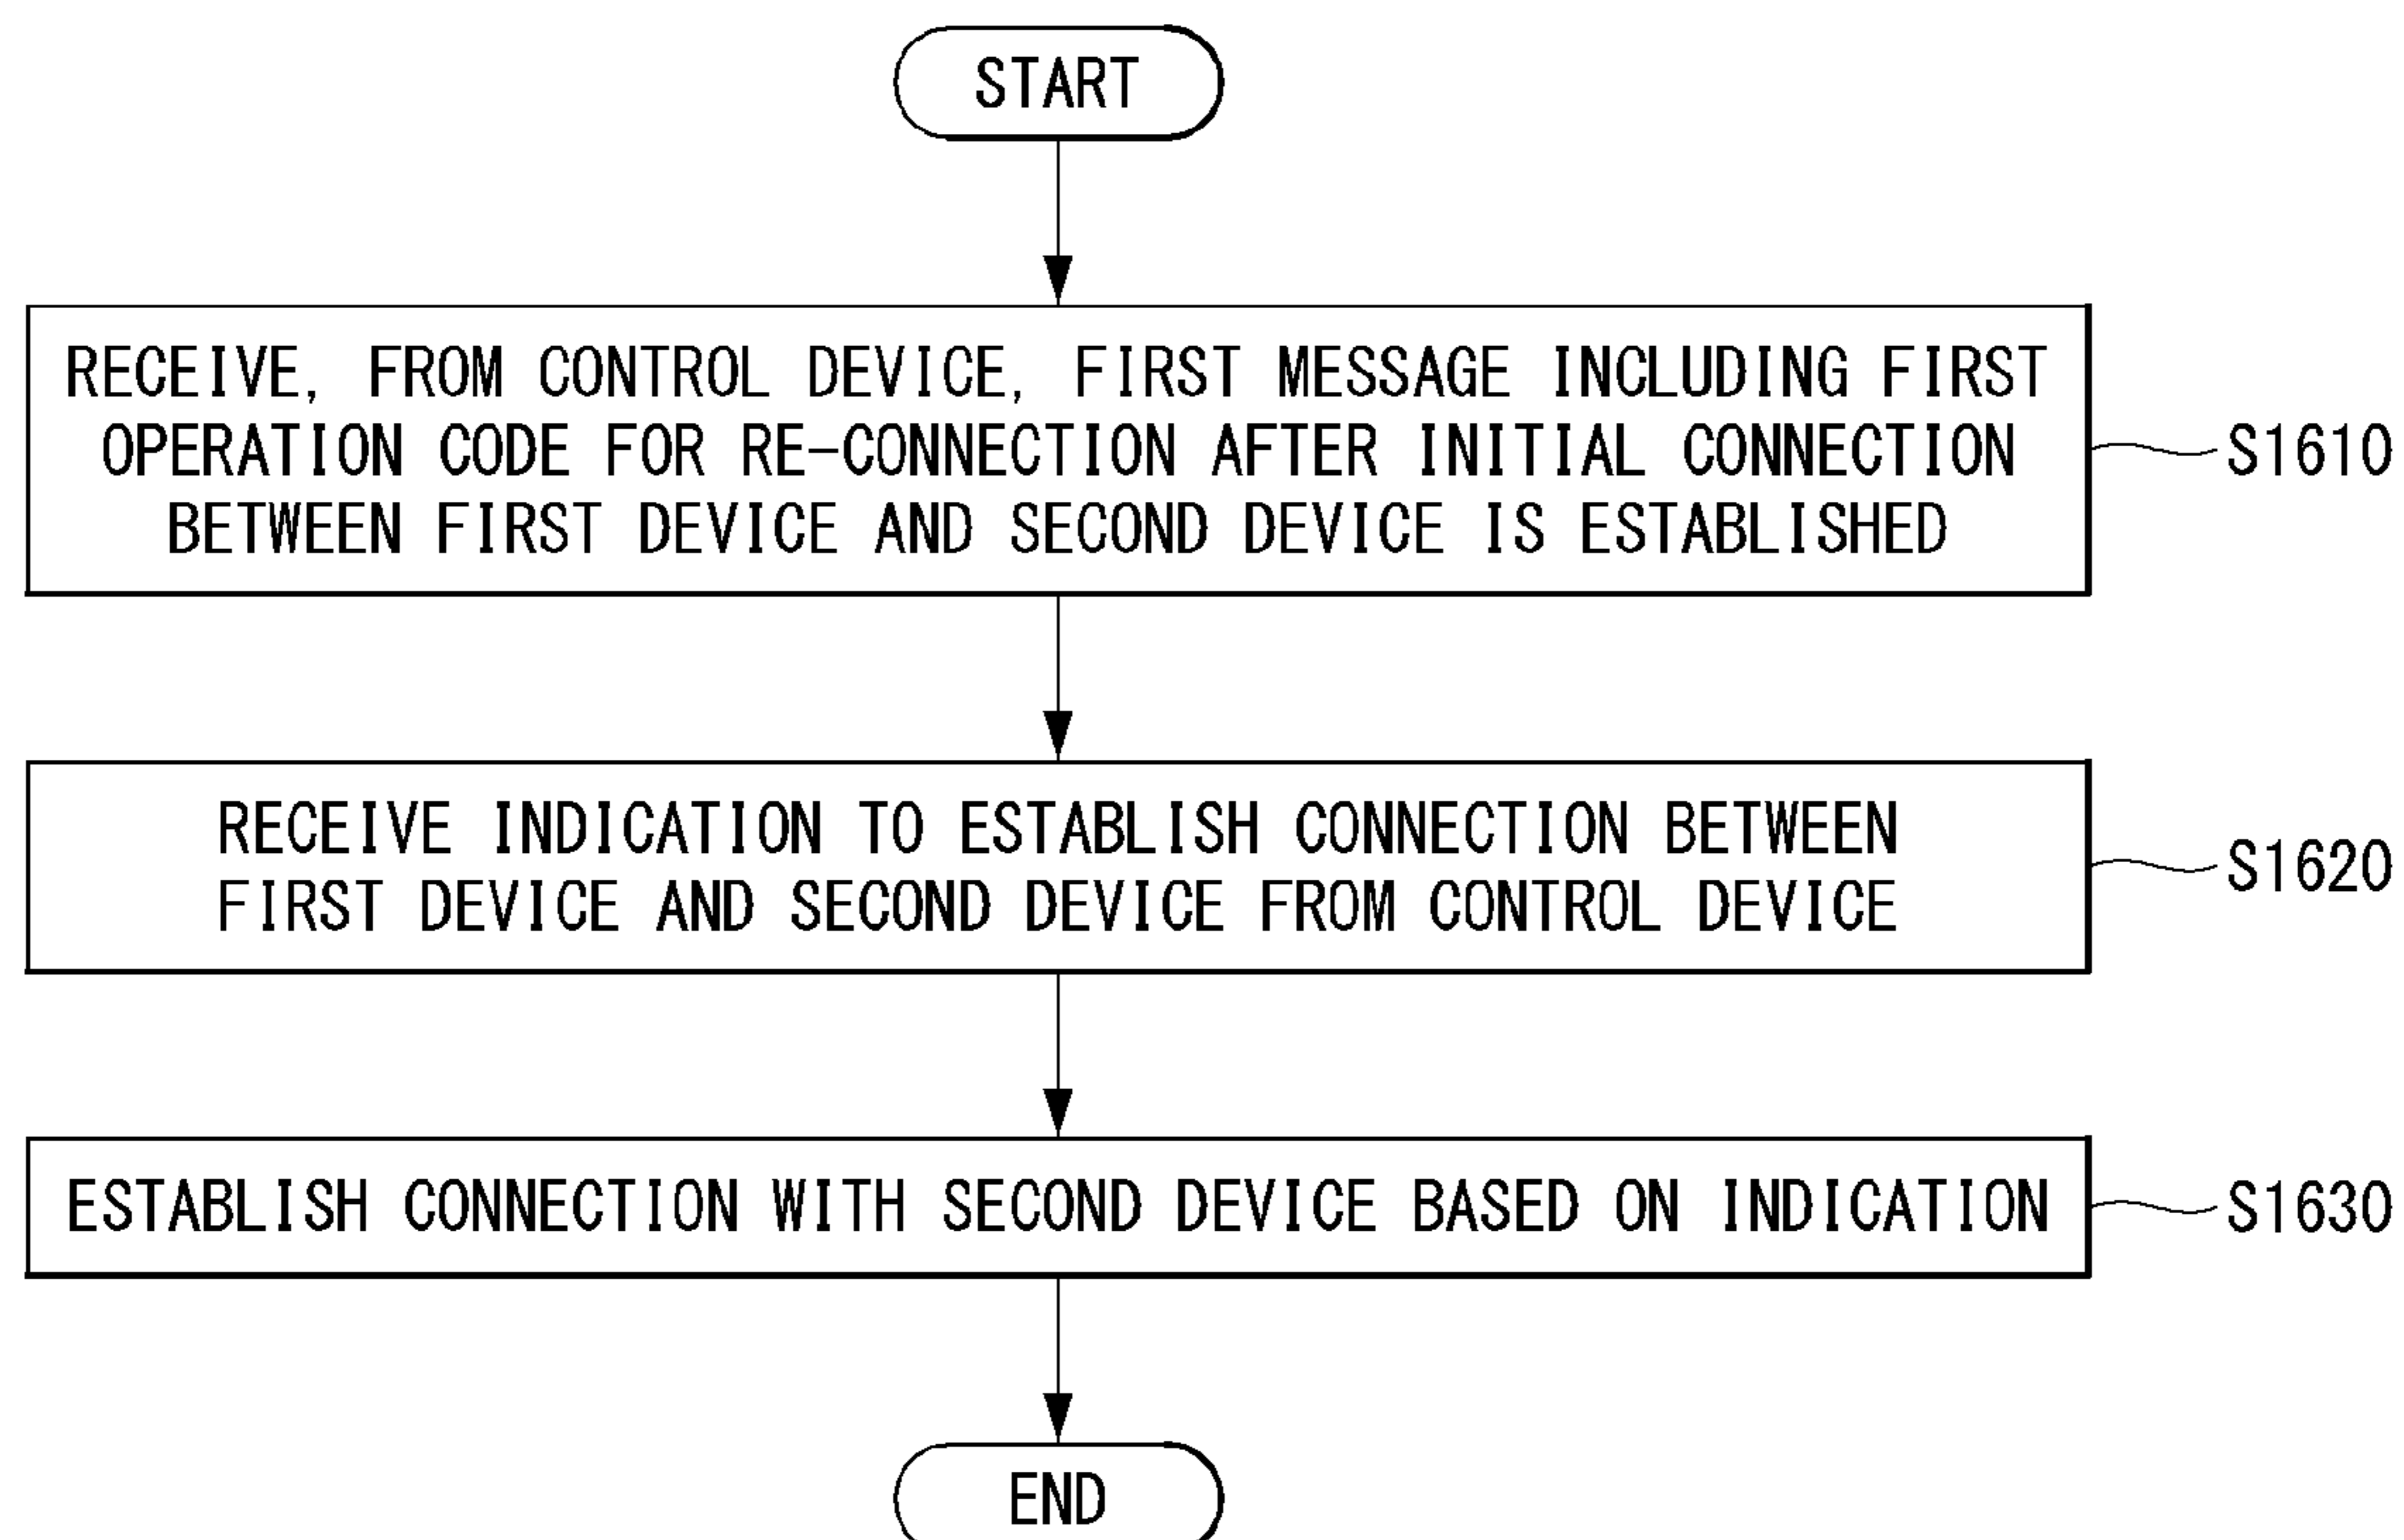 START
RECEIVE, FROM CONTROL DEVICE, FIRST MESSAGE INCLUDING FIRST
OPERATION CODE FOR RE-CONNECTION AFTER INITIAL CONNECTION
BETWEEN FIRST DEVICE AND SECOND DEVICE IS ESTABLISHED
S1610
RECEIVE INDICATION TO ESTABLISH CONNECTION BETWEEN
FIRST DEVICE AND SECOND DEVICE FROM CONTROL DEVICE
S1620
ESTABLISH CONNECTION WITH SECOND DEVICE BASED ON INDICATION
S1630
END